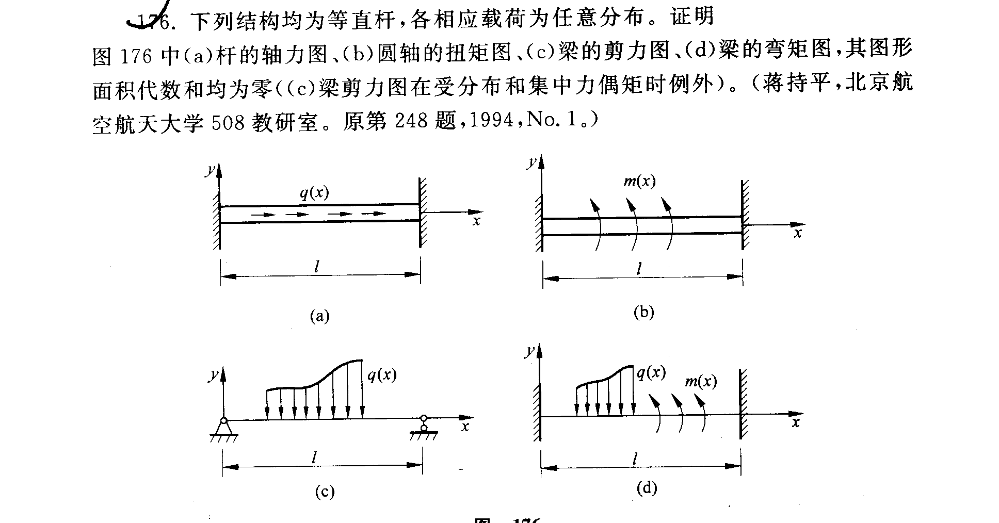 176. 下列结构均为等直杆,各相应载荷为任意分布。证明
图 176 中(a)杆的轴力图、(b)圆轴的扭矩图、(c)梁的剪力图、(d)梁的弯矩图,其图形
面积代数和均为零((c)梁剪力图在受分布和集中力偶矩时例外)。(蒋持平,北京航
空航天大学 508 教研室。原第 248 题,1994,No. 1。)
y
q(x)
x
l
(a)
y
m(x)
x
l
(b)
y
q(x)
x
l
(c)
y
q(x)
m(x)
x
l
(d)
图 176